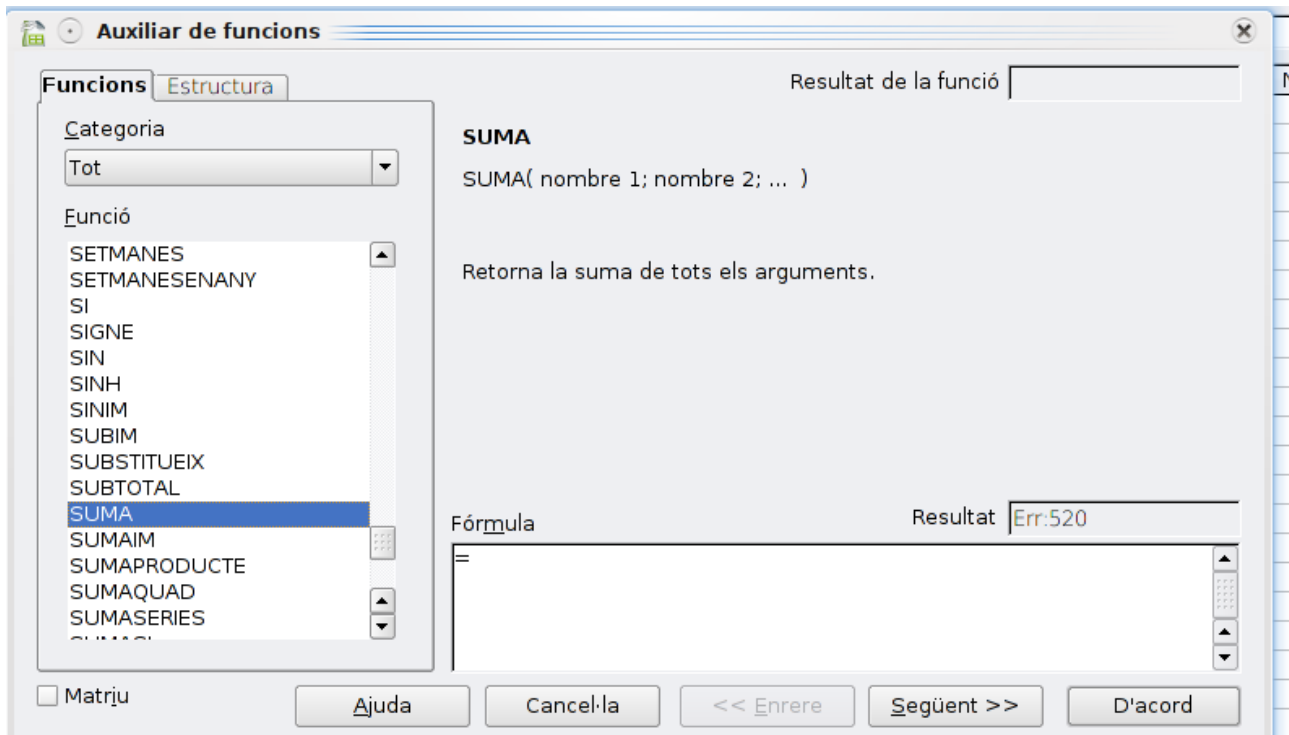 Auxiliar de funcions
Funcions Estructura
Resultat de la funció
Categoria
Tot
Funció
SETMANES
SETMANESENANY
SI
SIGNE
SIN
SINH
SINIM
SUBIM
SUBSTITUEIX
SUBTOTAL
SUMA
SUMAIM
SUMAPRODUCTE
SUMAQUAD
SUMASERIES
SUMA
SUMA( nombre 1; nombre 2; ... )
Retorna la suma de tots els arguments.
Fórmula
Resultat Err:520
=
Matriu
Ajuda Cancel·la << Enrere Següent >> D'acord